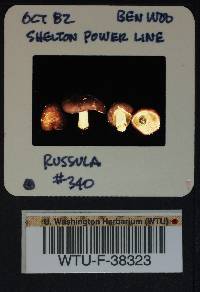 OCT 82 BEN WOO
SHELTON POWER LINE
RUSSULA
#340
U. Washington Herbarium (WTU)
WTU-F-38323